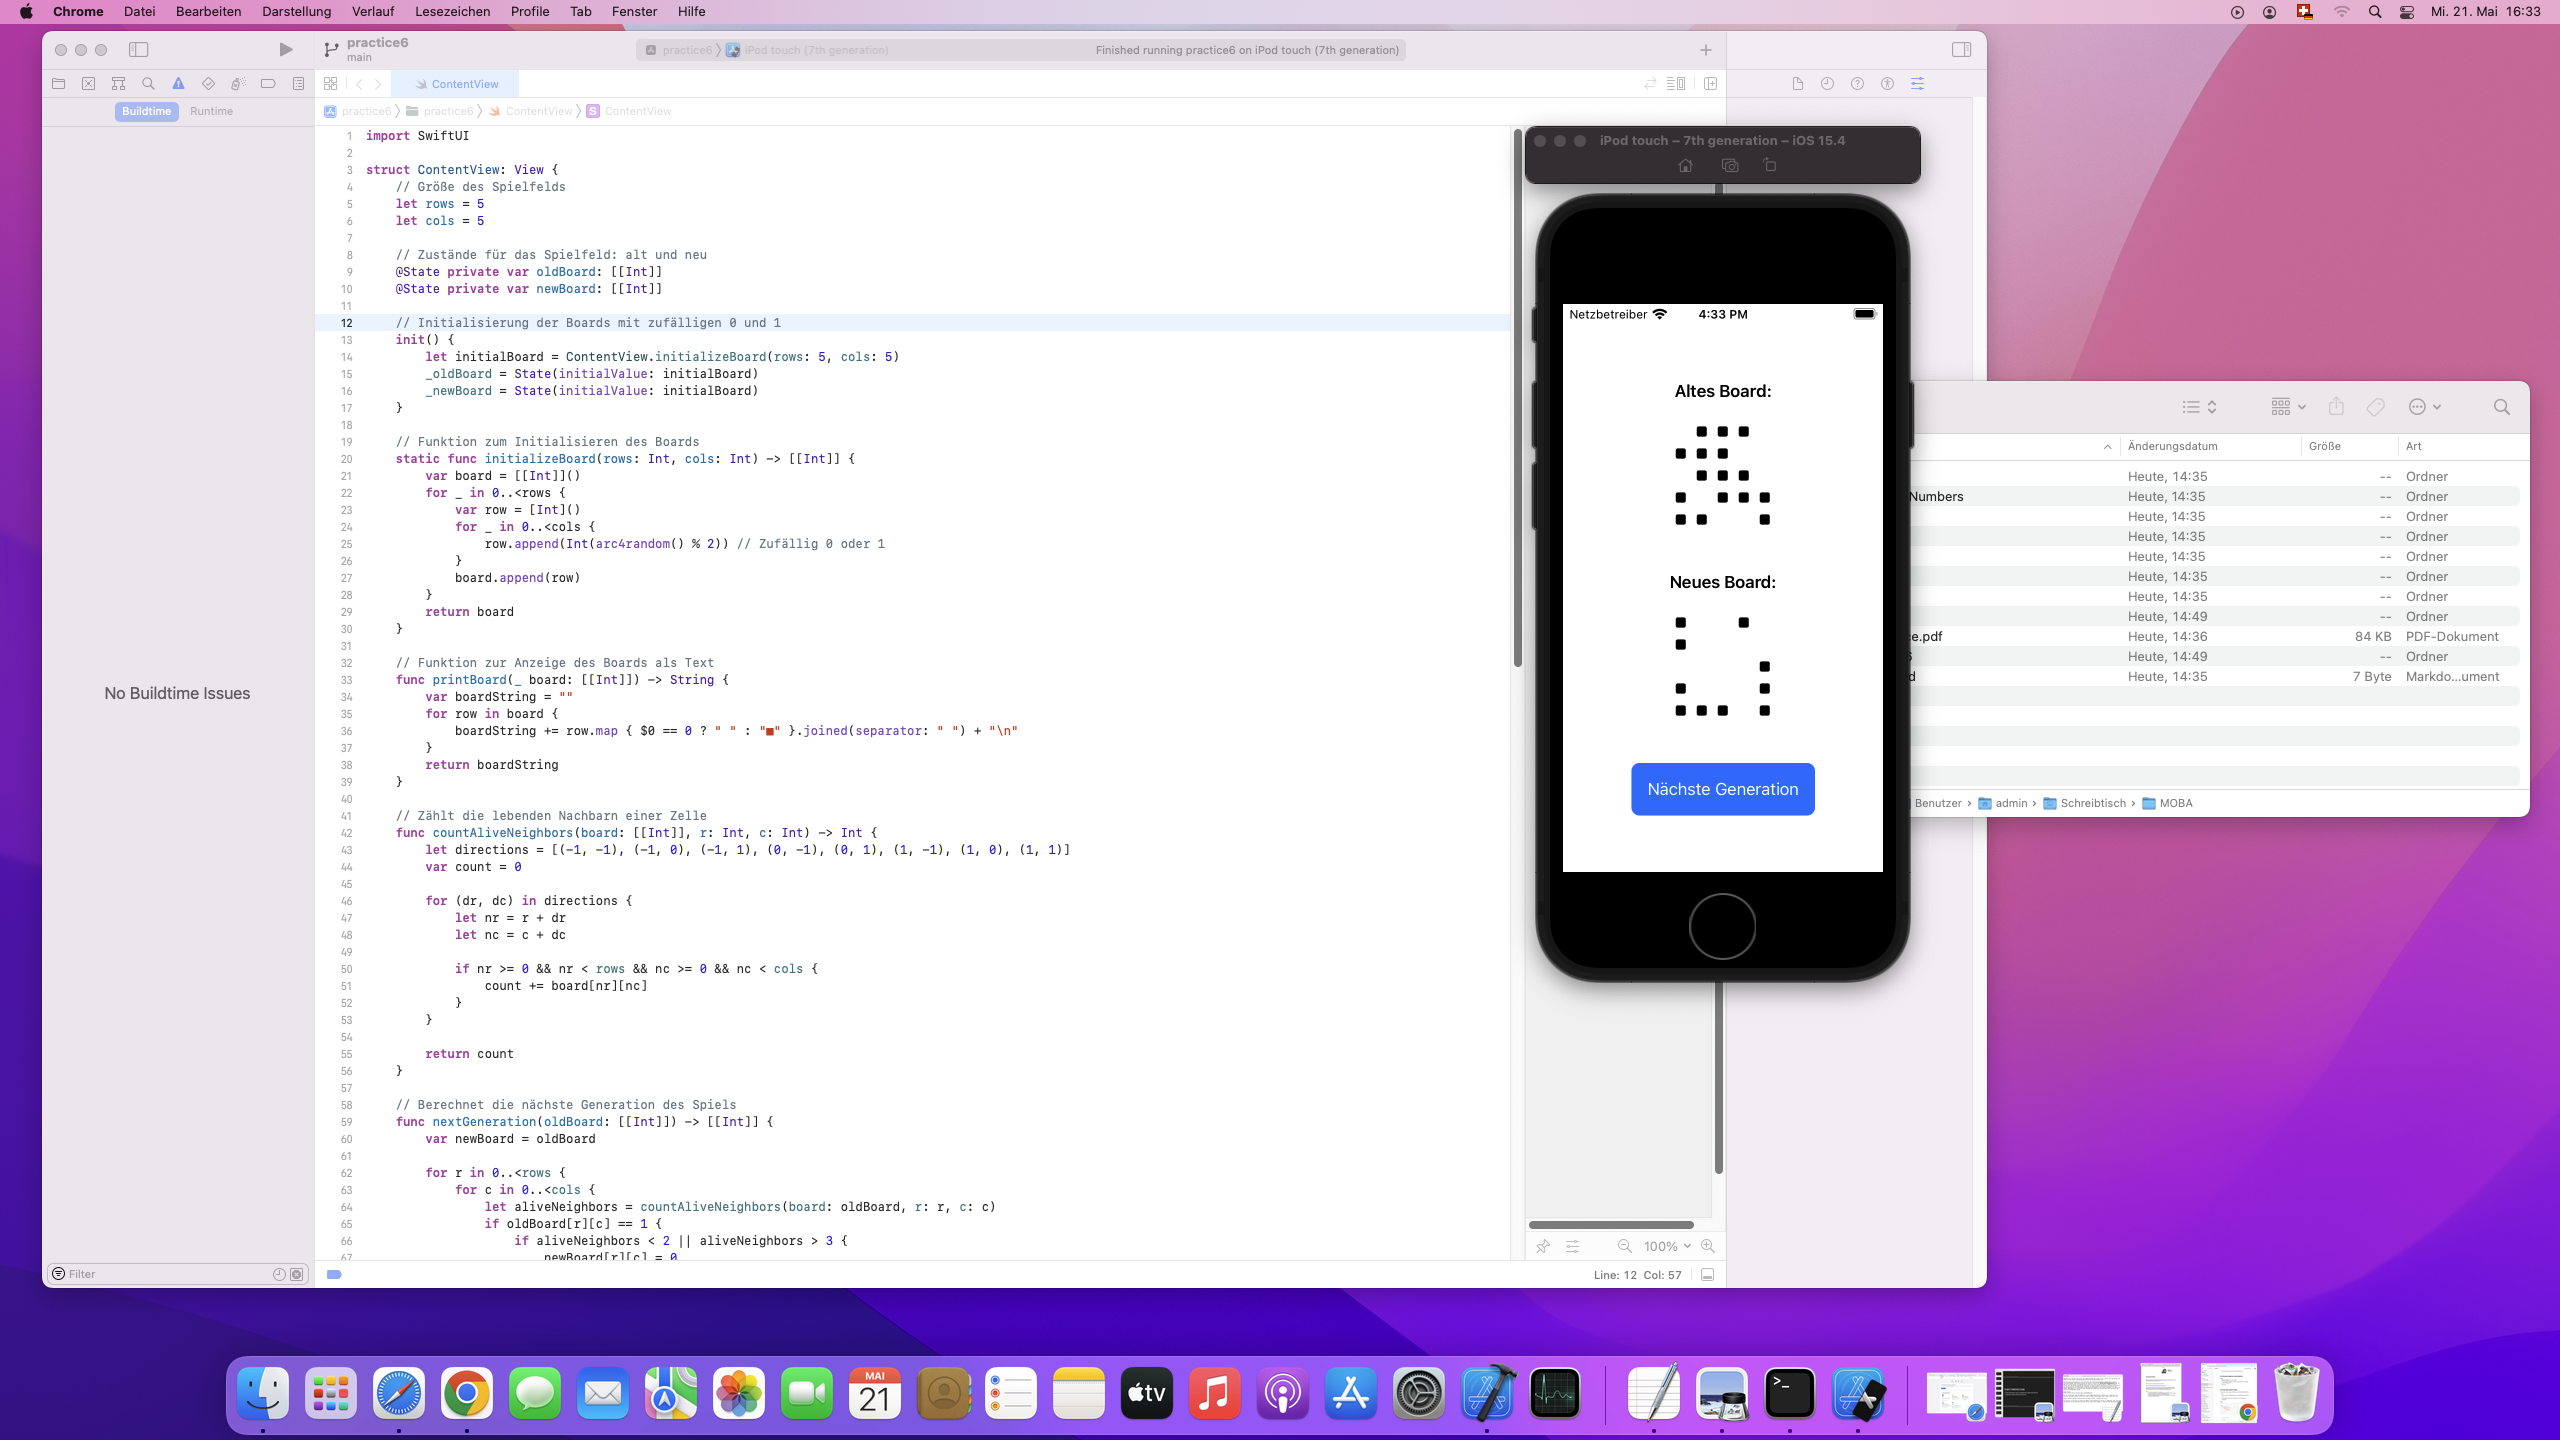 Chrome Datei Bearbeiten Darstellung Verlauf Lesezeichen Profile Tab Fenster Hilfe Mi. 21. Mai 16:33
practice6
main
practice6 iPod touch (7th generation) Finished running practice6 on iPod touch (7th generation)
ContentView
Buildtime Runtime
practice6 practice6 ContentView S ContentView
No Buildtime Issues
Filter
1 import SwiftUI
2
3 struct ContentView: View {
4 // Größe des Spielfelds
5 let rows = 5
6 let cols = 5
7
8 // Zustände für das Spielfeld: alt und neu
9 @State private var oldBoard: [[Int]]
10 @State private var newBoard: [[Int]]
11
12 // Initialisierung der Boards mit zufälligen 0 und 1
13 init() {
14 let initialBoard = ContentView.initializeBoard(rows: 5, cols: 5)
15 _oldBoard = State(initialValue: initialBoard)
16 _newBoard = State(initialValue: initialBoard)
17 }
18
19 // Funktion zum Initialisieren des Boards
20 static func initializeBoard(rows: Int, cols: Int) -> [[Int]] {
21 var board = [[Int]]()
22 for _ in 0..<rows {
23 var row = [Int]()
24 for _ in 0..<cols {
25 row.append(Int(arc4random() % 2)) // Zufällig 0 oder 1
26 }
27 board.append(row)
28 }
29 return board
30 }
31
32 // Funktion zur Anzeige des Boards als Text
33 func printBoard(_ board: [[Int]]) -> String {
34 var boardString = ""
35 for row in board {
36 boardString += row.map { $0 == 0 ? " " : "■" }.joined(separator: " ") + "\n"
37 }
38 return boardString
39 }
40
41 // Zählt die lebenden Nachbarn einer Zelle
42 func countAliveNeighbors(board: [[Int]], r: Int, c: Int) -> Int {
43 let directions = [(-1, -1), (-1, 0), (-1, 1), (0, -1), (0, 1), (1, -1), (1, 0), (1, 1)]
44 var count = 0
45
46 for (dr, dc) in directions {
47 let nr = r + dr
48 let nc = c + dc
49
50 if nr >= 0 && nr < rows && nc >= 0 && nc < cols {
51 count += board[nr][nc]
52 }
53 }
54
55 return count
56 }
57
58 // Berechnet die nächste Generation des Spiels
59 func nextGeneration(oldBoard: [[Int]]) -> [[Int]] {
60 var newBoard = oldBoard
61
62 for r in 0..<rows {
63 for c in 0..<cols {
64 let aliveNeighbors = countAliveNeighbors(board: oldBoard, r: r, c: c)
65 if oldBoard[r][c] == 1 {
66 if aliveNeighbors < 2 || aliveNeighbors > 3 {
67 newBoard[r][c] = 0
100%
Line: 12 Col: 57
iPod touch – 7th generation – iOS 15.4
Netzbetreiber 4:33 PM
Altes Board:
Neues Board:
Nächste Generation
Änderungsdatum Größe Art
Heute, 14:35 -- Ordner
Numbers Heute, 14:35 -- Ordner
Heute, 14:35 -- Ordner
Heute, 14:35 -- Ordner
Heute, 14:35 -- Ordner
Heute, 14:35 -- Ordner
Heute, 14:35 -- Ordner
Heute, 14:49 -- Ordner
e.pdf Heute, 14:36 84 KB PDF-Dokument
Heute, 14:49 -- Ordner
d Heute, 14:35 7 Byte Markdo...ument
Benutzer › admin › Schreibtisch › MOBA
MAI
21
tv